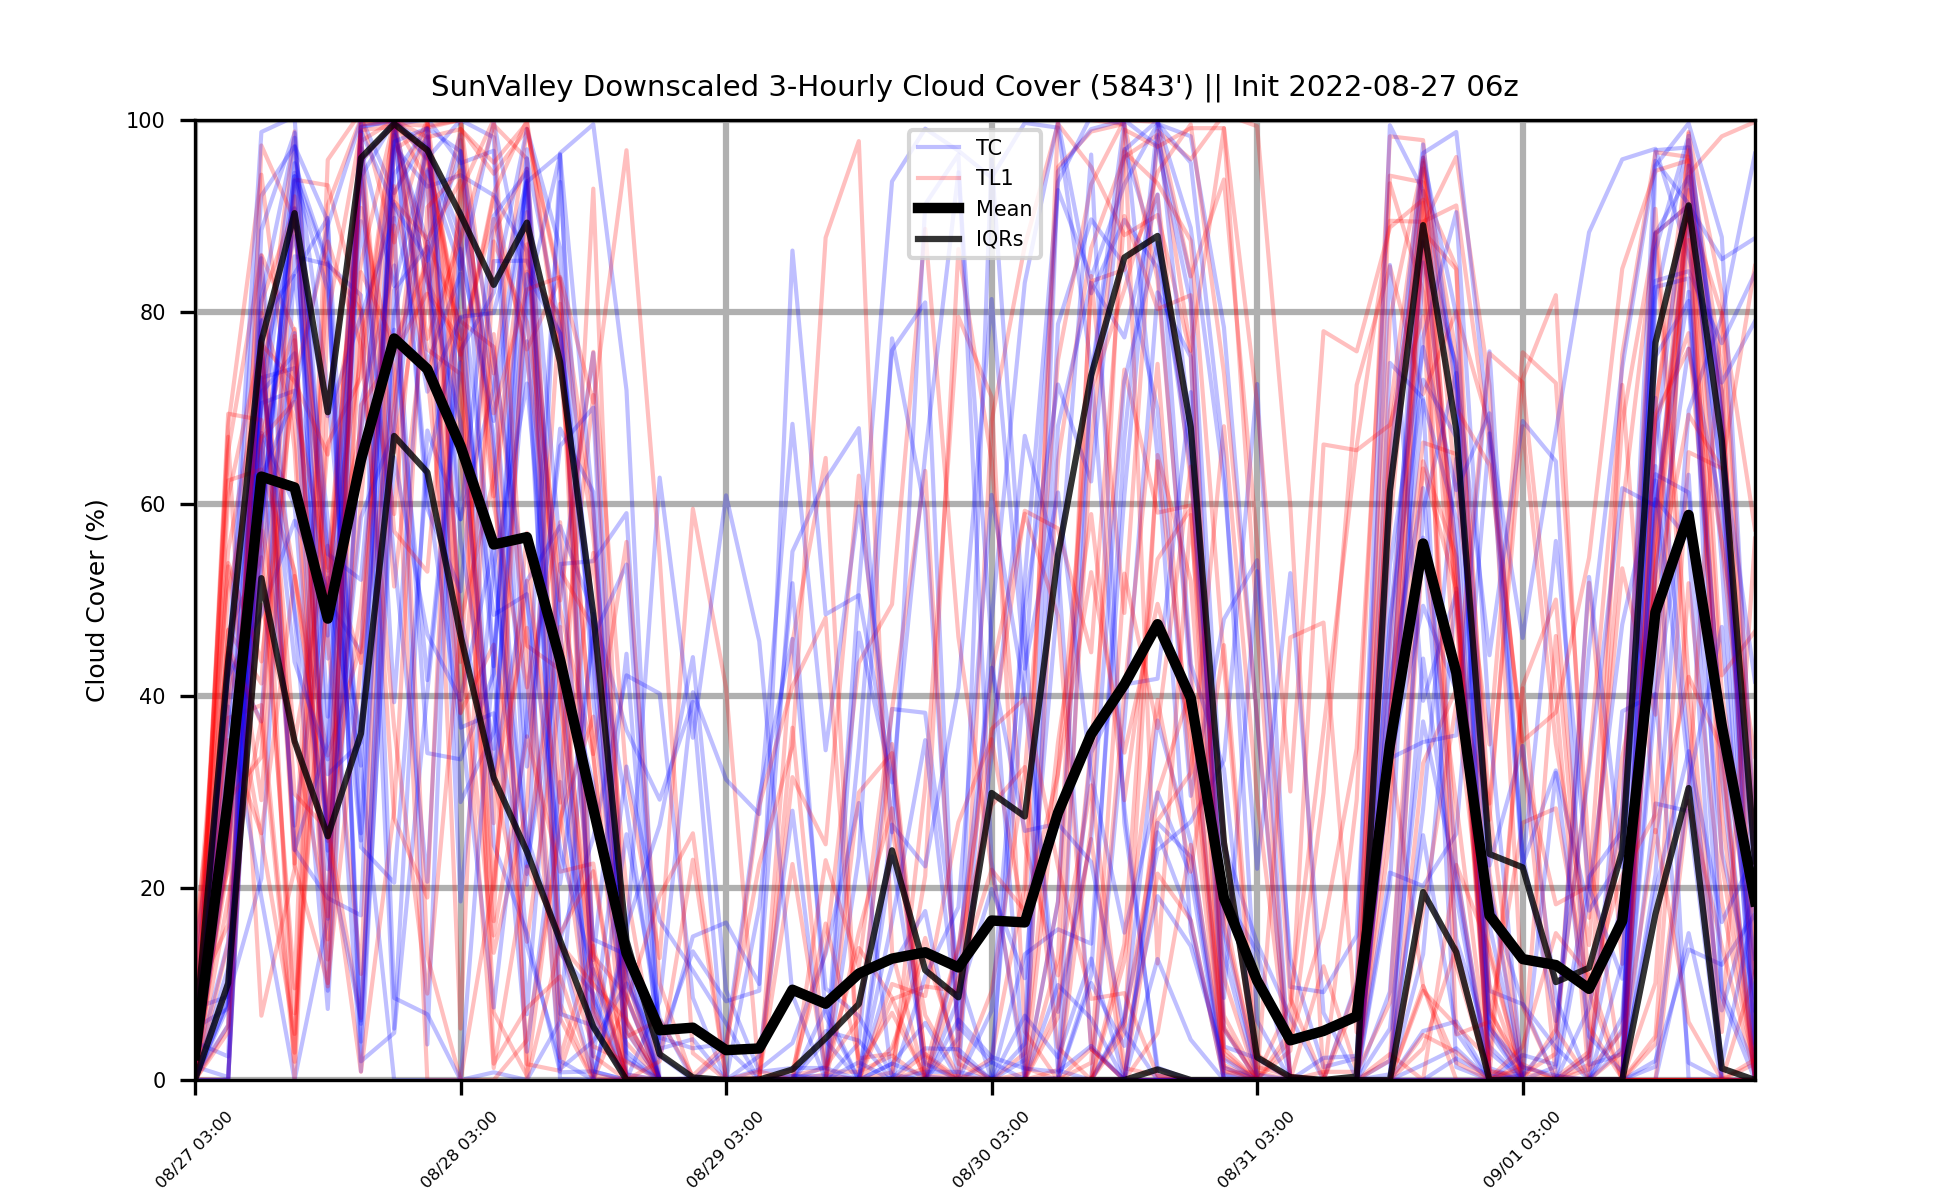 SunValley Downscaled 3-Hourly Cloud Cover (5843') || Init 2022-08-27 06z
100
80
60
40
20
0
Cloud Cover (%)
TC
TL1
Mean
IQRs
08/27 03:00
08/28 03:00
08/29 03:00
08/30 03:00
08/31 03:00
09/01 03:00